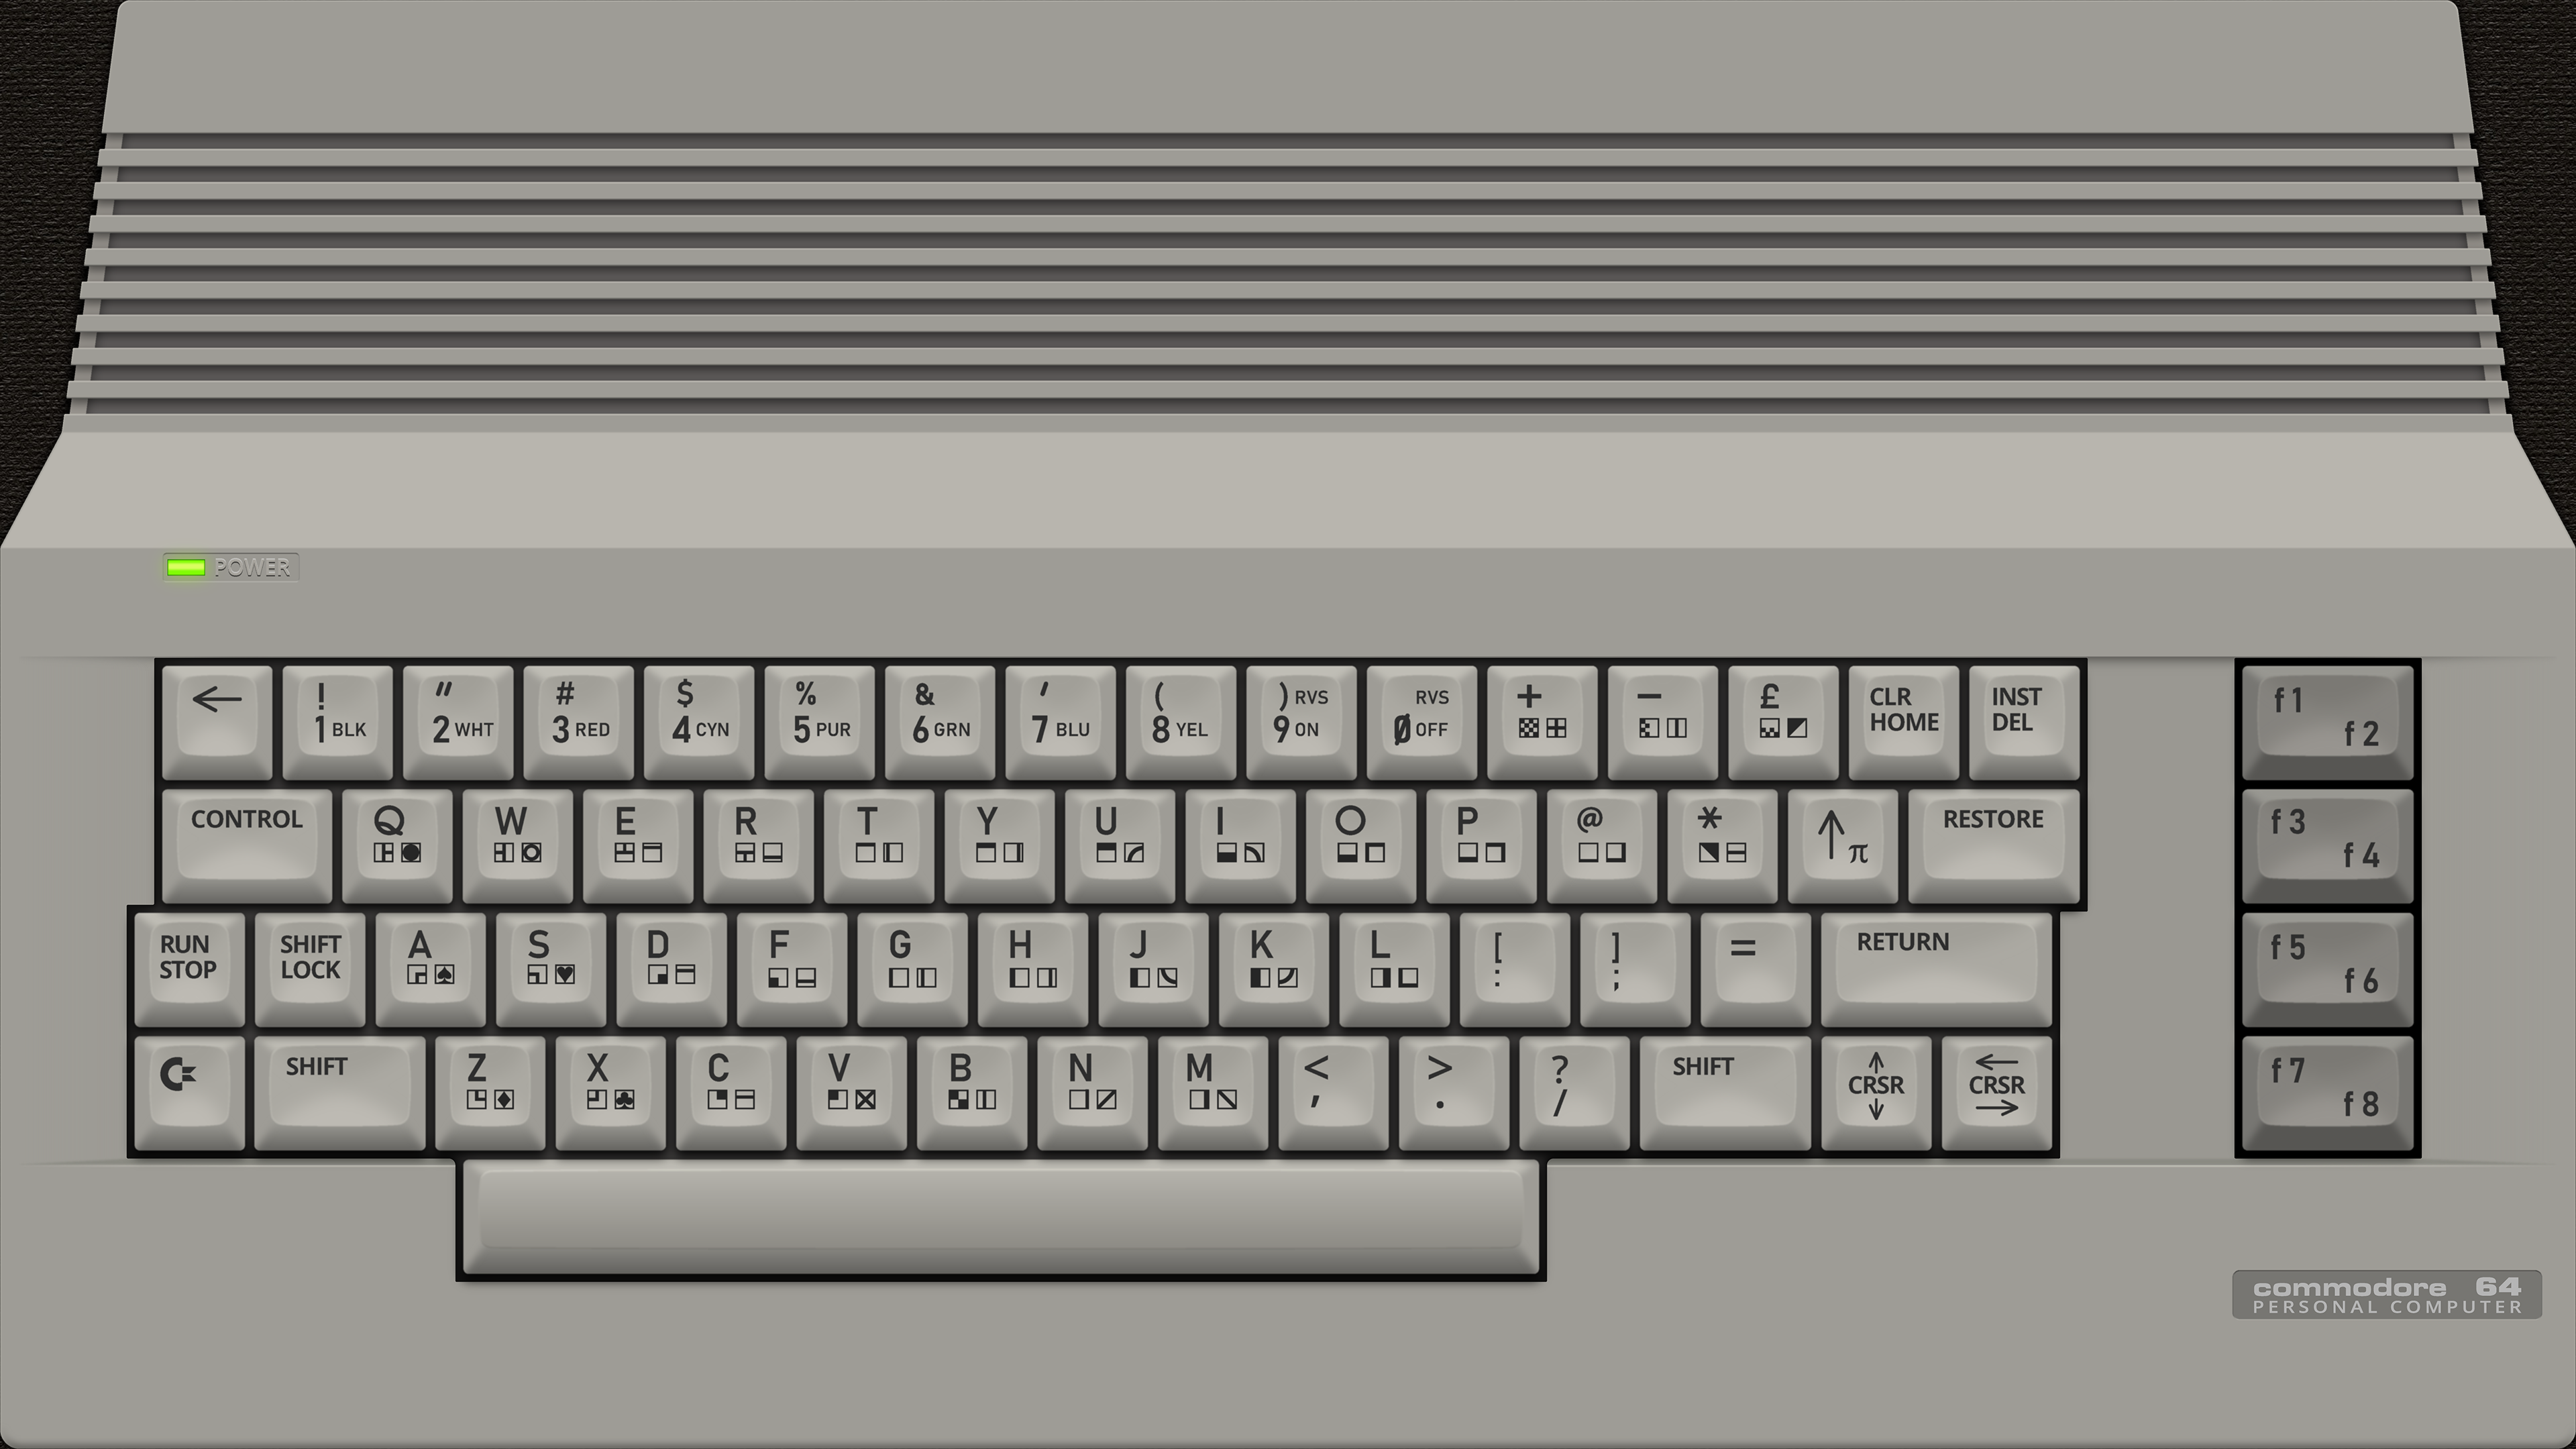 POWER
← ! 1 BLK " 2 WHT # 3 RED $ 4 CYN % 5 PUR & 6 GRN ' 7 BLU ( 8 YEL ) 9 RVS ON 0 RVS OFF + − £ CLR HOME INST DEL f1 f2
CONTROL Q W E R T Y U I O P @ * ↑ π RESTORE f3 f4
RUN STOP SHIFT LOCK A S D F G H J K L [ : ] ; = RETURN f5 f6
C= SHIFT Z X C V B N M < , > . ? / SHIFT ↑ CRSR ↓ ← CRSR → f7 f8
commodore 64
PERSONAL COMPUTER